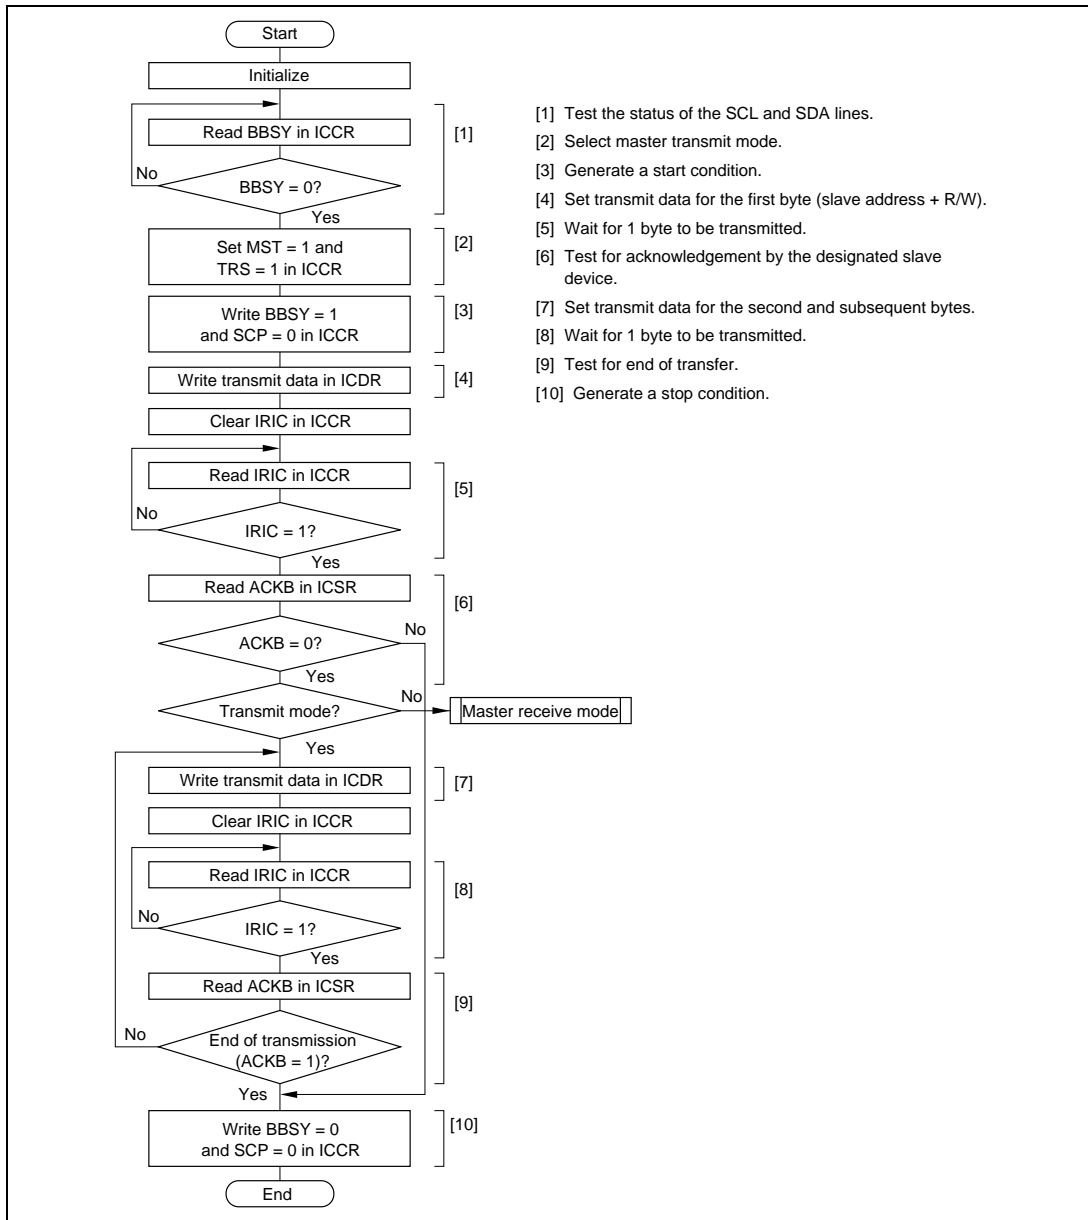 Start
Initialize
Read BBSY in ICCR
[1]
No
BBSY = 0?
Yes
Set MST = 1 and
TRS = 1 in ICCR
[2]
Write BBSY = 1
and SCP = 0 in ICCR
[3]
Write transmit data in ICDR
[4]
Clear IRIC in ICCR
Read IRIC in ICCR
[5]
No
IRIC = 1?
Yes
Read ACKB in ICSR
[6]
No
ACKB = 0?
Yes
No
Transmit mode?
Master receive mode
Yes
Write transmit data in ICDR
[7]
Clear IRIC in ICCR
Read IRIC in ICCR
[8]
No
IRIC = 1?
Yes
Read ACKB in ICSR
[9]
No
End of transmission
(ACKB = 1)?
Yes
Write BBSY = 0
and SCP = 0 in ICCR
[10]
End
[1] Test the status of the SCL and SDA lines.
[2] Select master transmit mode.
[3] Generate a start condition.
[4] Set transmit data for the first byte (slave address + R/W).
[5] Wait for 1 byte to be transmitted.
[6] Test for acknowledgement by the designated slave
device.
[7] Set transmit data for the second and subsequent bytes.
[8] Wait for 1 byte to be transmitted.
[9] Test for end of transfer.
[10] Generate a stop condition.